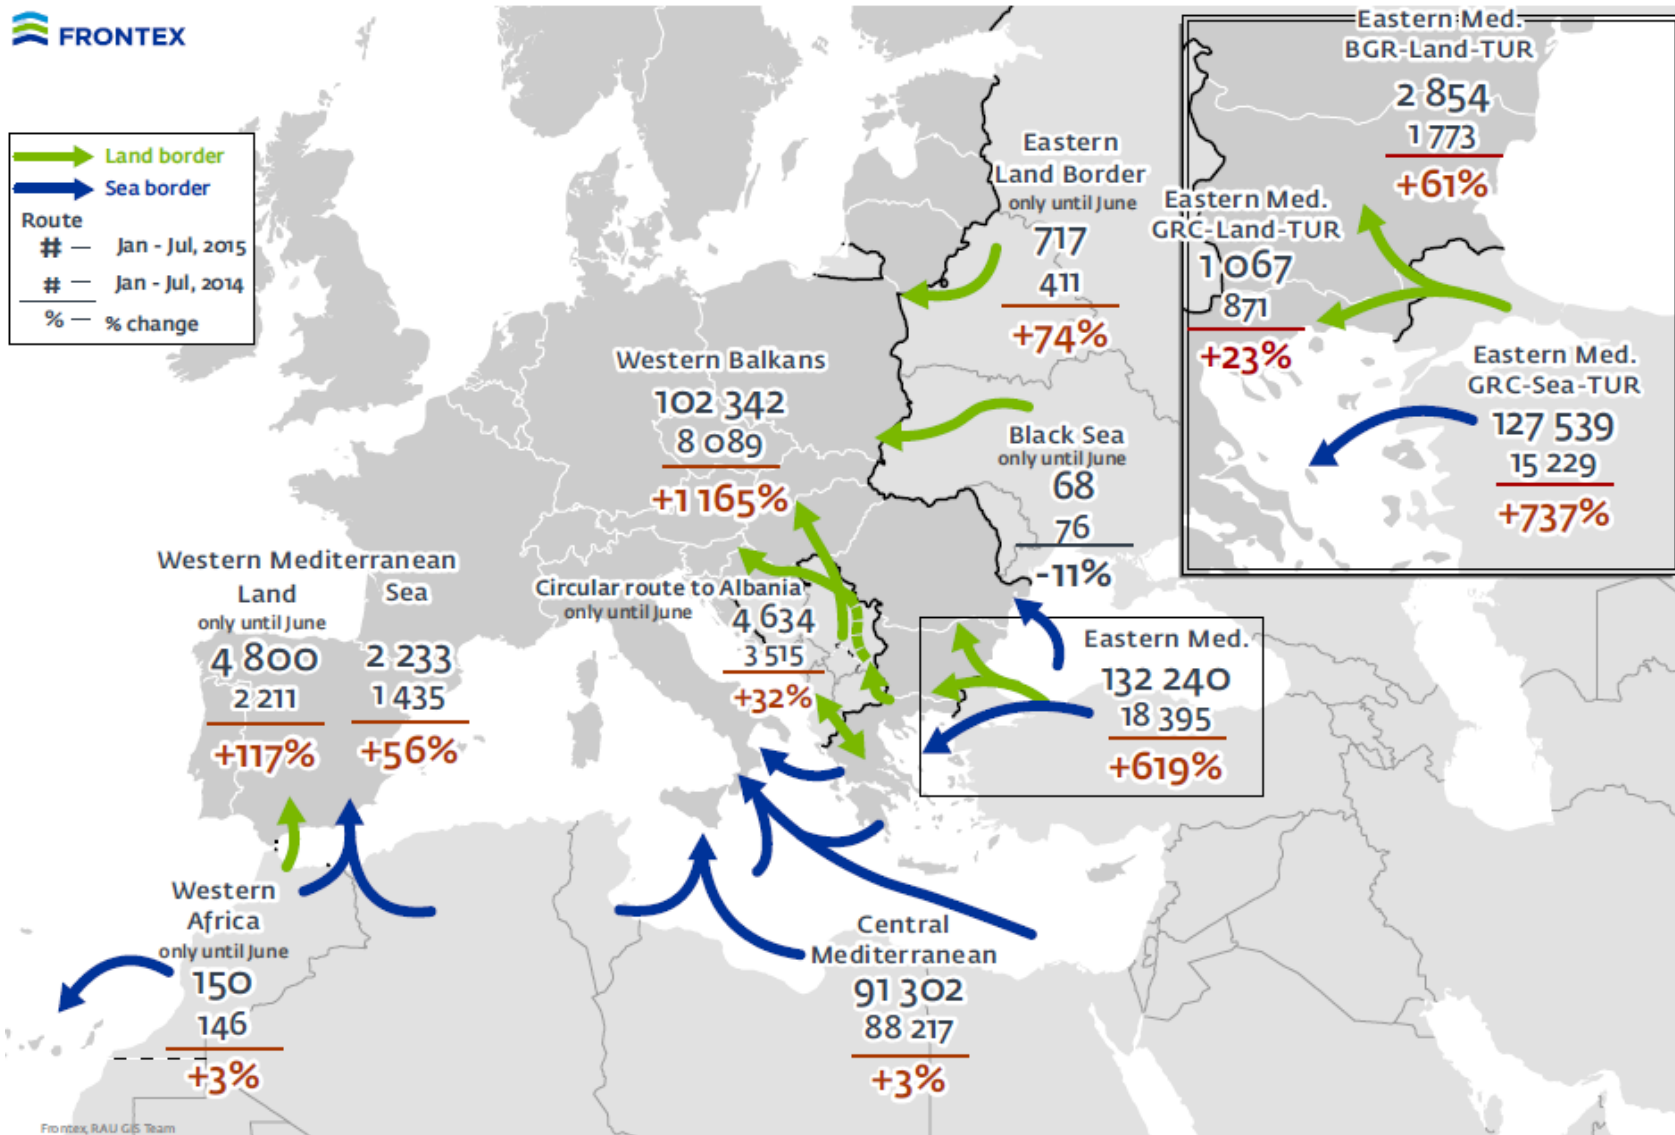 FRONTEX
Land border
Sea border
Route
# — Jan - Jul, 2015
# — Jan - Jul, 2014
% — % change
Eastern Med.
BGR-Land-TUR
2 854
1 773
+61%
Eastern Med.
GRC-Land-TUR
1 067
871
+23%
Eastern Med.
GRC-Sea-TUR
127 539
15 229
+737%
Eastern
Land Border
only until June
717
411
+74%
Western Balkans
102 342
8 089
+1 165%
Black Sea
only until June
68
76
-11%
Western Mediterranean
Land
only until June
4 800
2 211
+117%
Sea
2 233
1 435
+56%
Circular route to Albania
only until June
4 634
3 515
+32%
Eastern Med.
132 240
18 395
+619%
Western
Africa
only until June
150
146
+3%
Central
Mediterranean
91 302
88 217
+3%
Frontex, RAU GIS Team